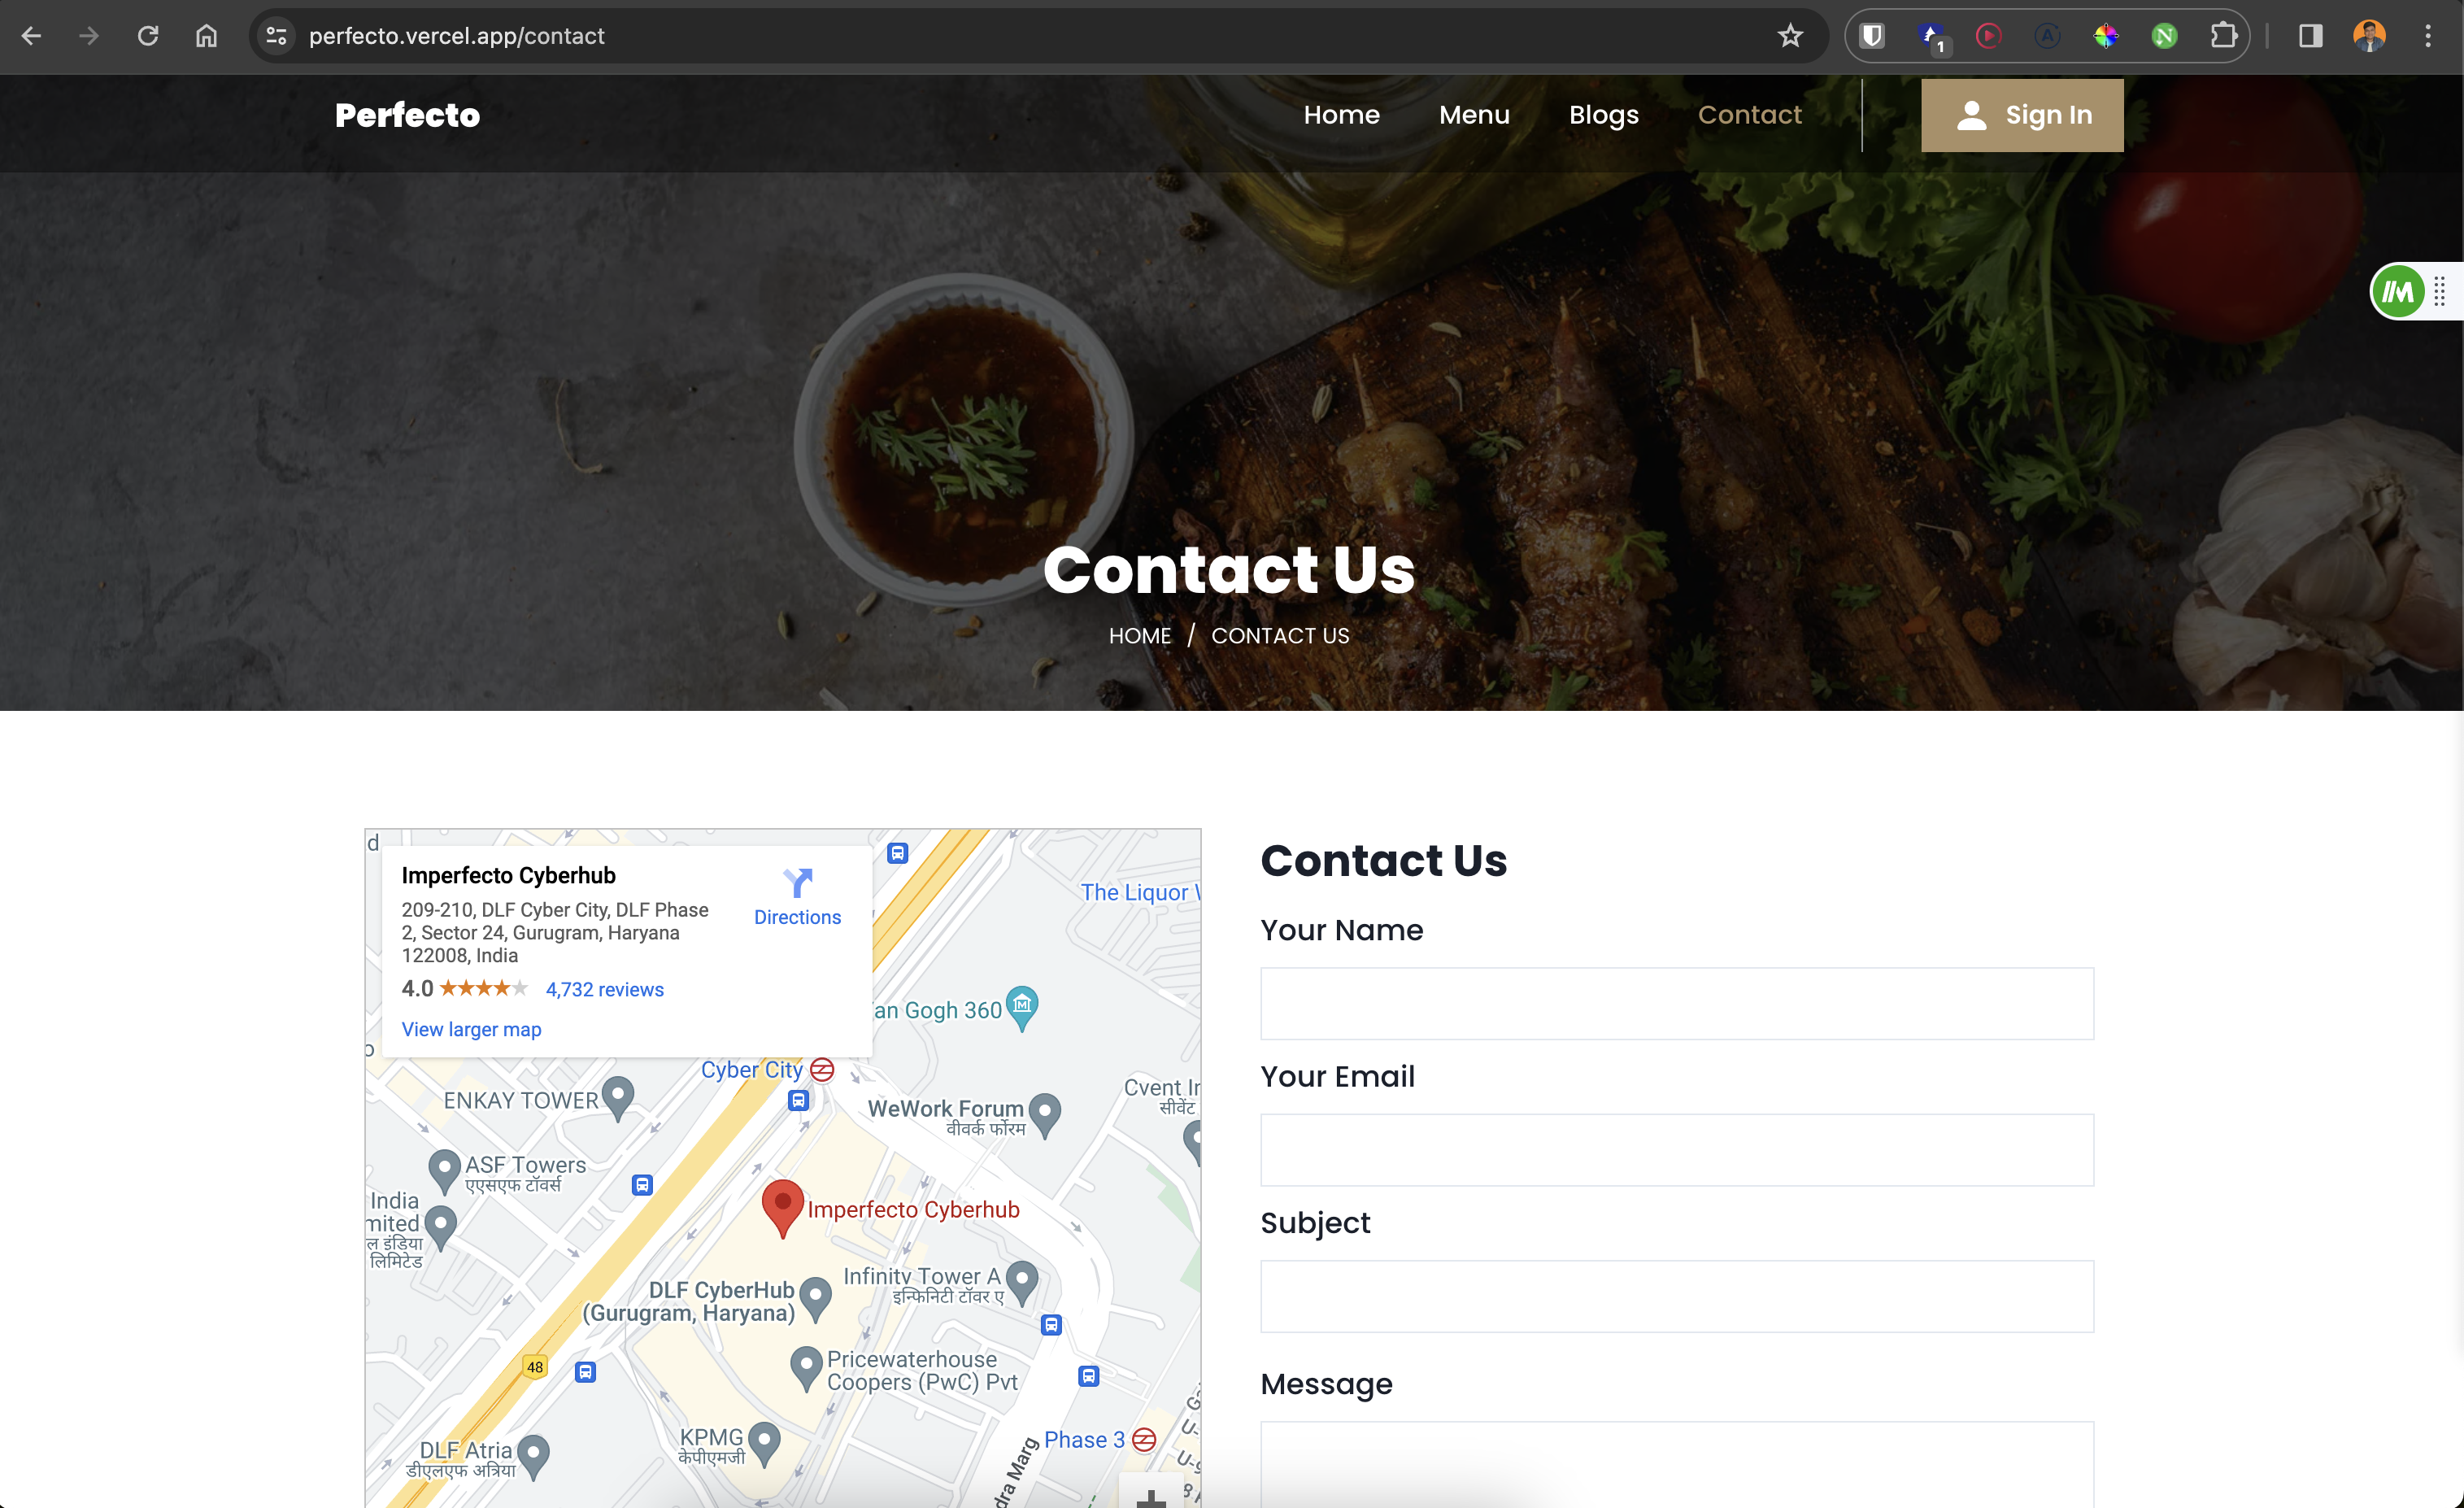 perfecto.vercel.app/contact
1
Perfecto
Home
Menu
Blogs
Contact
Sign In
Contact Us
HOME / CONTACT US
Imperfecto Cyberhub
209-210, DLF Cyber City, DLF Phase
2, Sector 24, Gurugram, Haryana
122008, India
4.0
4,732 reviews
View larger map
Directions
d
The Liquor
an Gogh 360
Cyber City
ENKAY TOWER
WeWork Forum
वीवर्क फोरम
Cvent In
सीवेंट
ASF Towers
एएसएफ टॉवर्स
India
mited
ल इंडिया
लिमिटेड
Imperfecto Cyberhub
DLF CyberHub
(Gurugram, Haryana)
Infinity Tower A
इन्फिनिटी टॉवर ए
48
Pricewaterhouse
Coopers (PwC) Pvt
KPMG
केपीएमजी
Phase 3
DLF Atria
डीएलएफ अत्रिया
dra Marg
Contact Us
Your Name
Your Email
Subject
Message